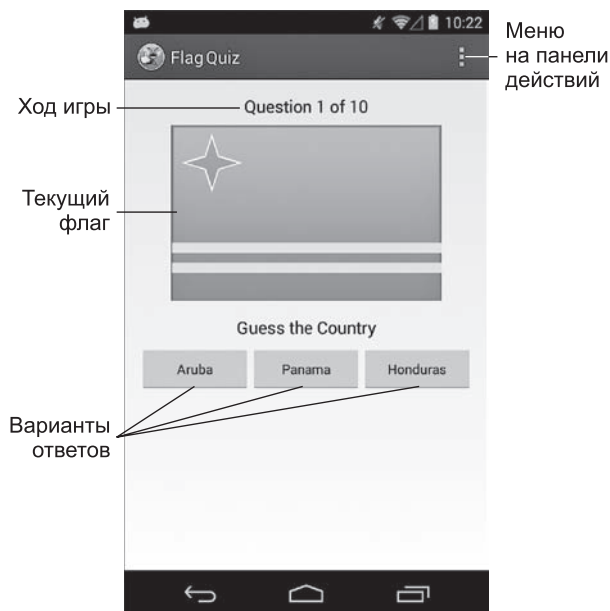 10:22
Flag Quiz
Меню
на панели
действий
Ход игры
Question 1 of 10
Текущий
флаг
Guess the Country
Aruba
Panama
Honduras
Варианты
ответов